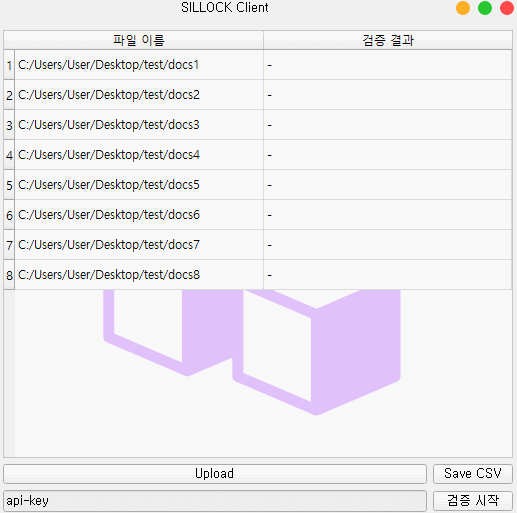 SILLOCK Client
파일 이름 검증 결과
1 C:/Users/User/Desktop/test/docs1 -
2 C:/Users/User/Desktop/test/docs2 -
3 C:/Users/User/Desktop/test/docs3 -
4 C:/Users/User/Desktop/test/docs4 -
5 C:/Users/User/Desktop/test/docs5 -
6 C:/Users/User/Desktop/test/docs6 -
7 C:/Users/User/Desktop/test/docs7 -
8 C:/Users/User/Desktop/test/docs8 -
Upload Save CSV
api-key 검증 시작